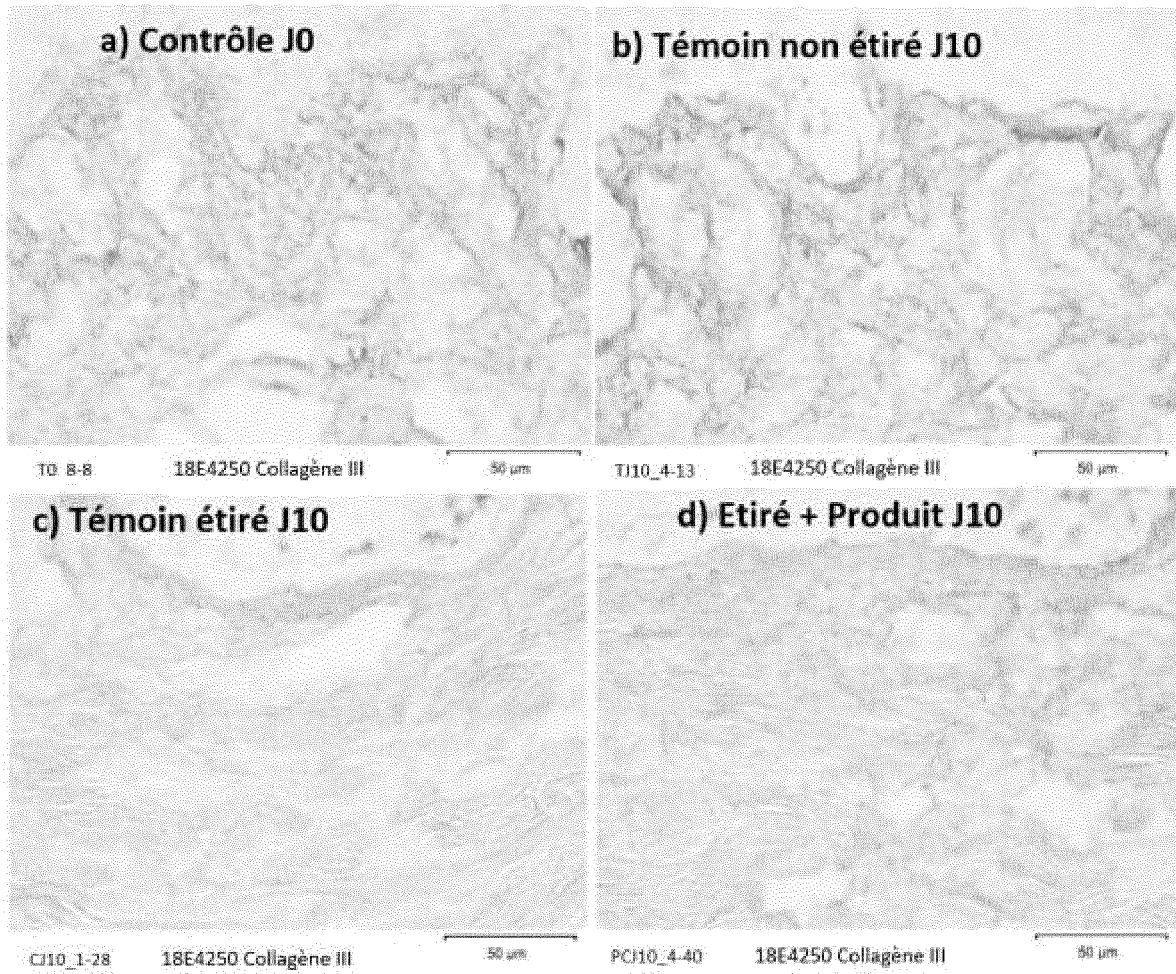 a) Contrôle J0
b) Témoin non étiré J10
T0 8-8 18E4250 Collagène III 50 µm
TJ10_4-13 18E4250 Collagène III 50 µm
c) Témoin étiré J10
d) Etiré + Produit J10
CJ10_1-28 18E4250 Collagène III 50 µm
PCJ10_4-40 18E4250 Collagène III 50 µm